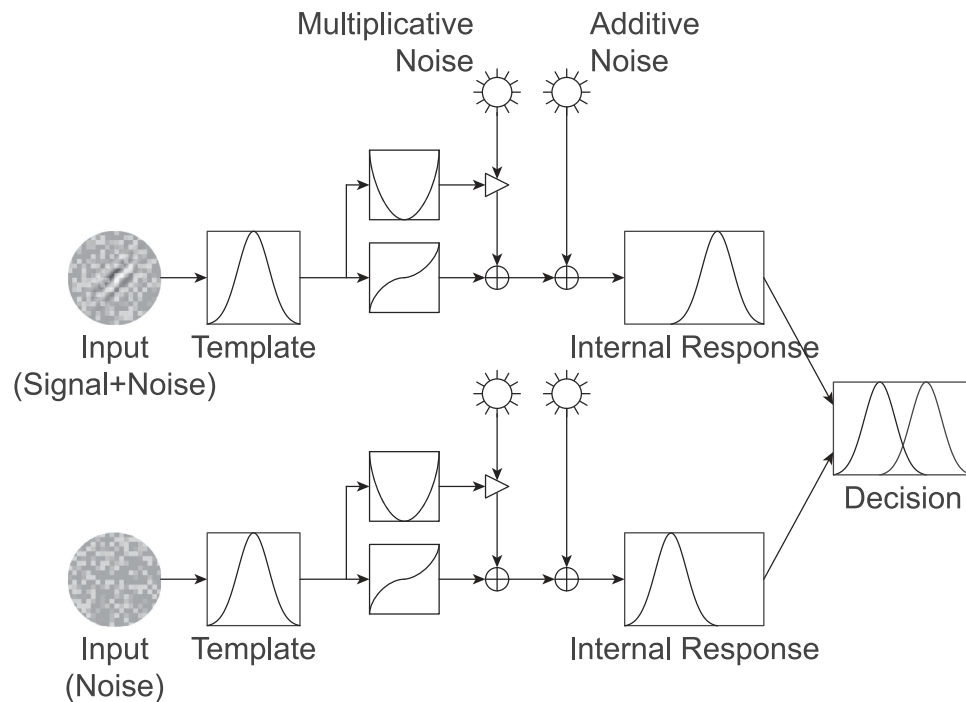 Multiplicative
Noise
Additive
Noise
Input
(Signal+Noise)
Template
Internal Response
Decision
Input
(Noise)
Template
Internal Response